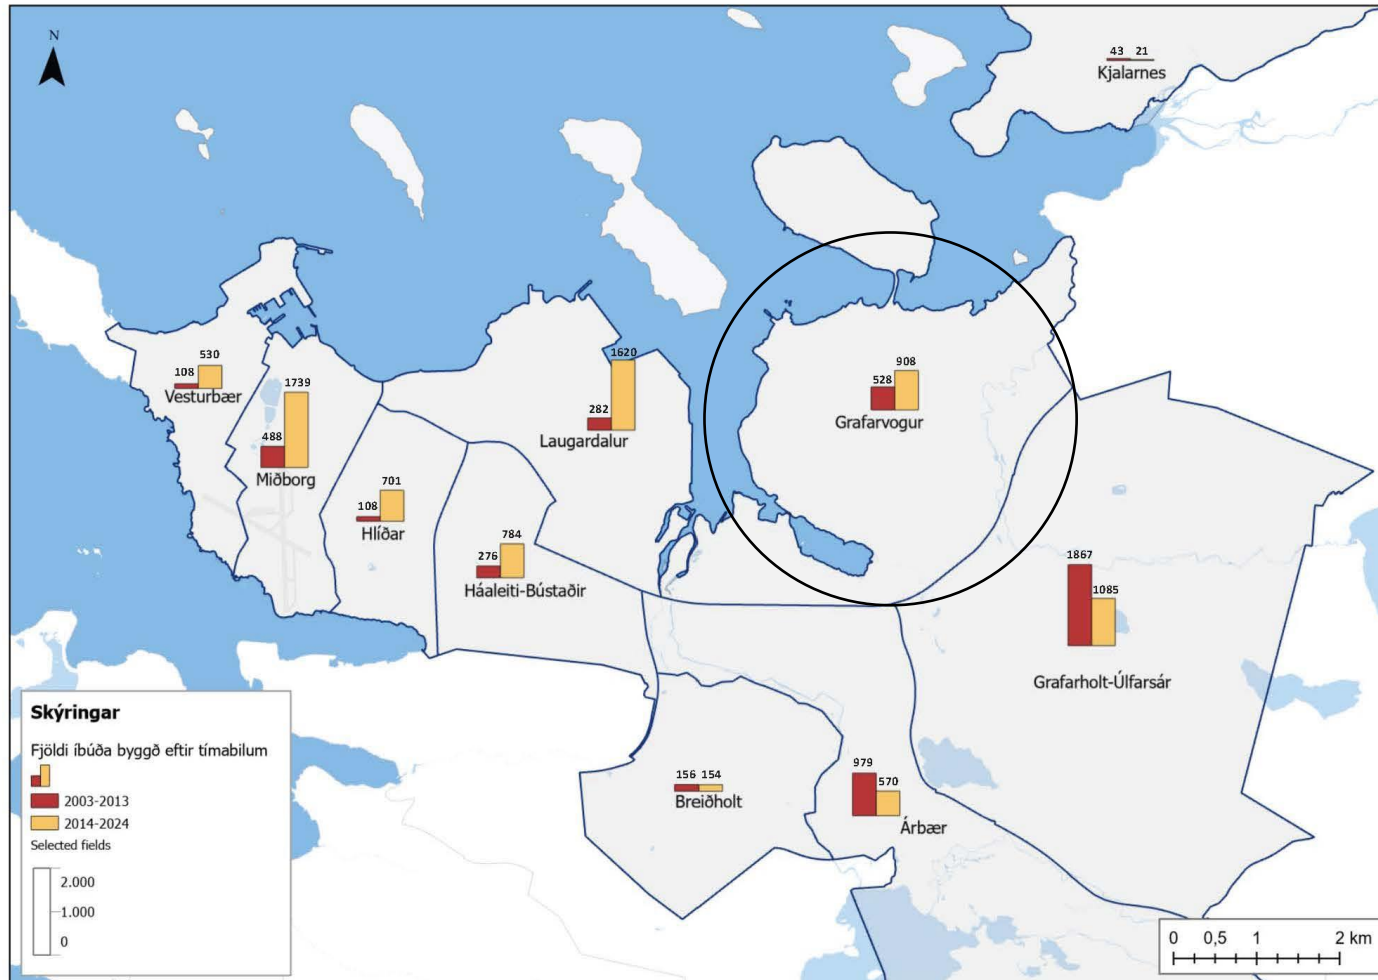 N
43 21
Kjalarnes
530
108
Vesturbær
1739
488
Miðborg
1620
282
Laugardalur
908
528
Grafarvogur
701
108
Hlíðar
784
276
Háaleiti-Bústaðir
1867
1085
Grafarholt-Úlfarsár
156 154
Breiðholt
979
570
Árbær
Skýringar
Fjöldi íbúða byggð eftir tímabilum
2003-2013
2014-2024
Selected fields
2.000
1.000
0
0 0,5 1 2 km